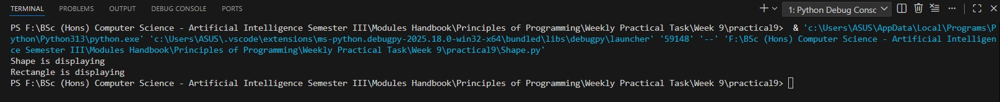 TERMINAL PROBLEMS OUTPUT DEBUG CONSOLE PORTS 1: Python Debug Consc
PS F:\BSc (Hons) Computer Science - Artificial Intelligence Semester III\Modules Handbook\Principles of Programming\Weekly Practical Task\Week 9\practical9>  & 'c:\Users\ASUS\AppData\Local\Programs\P
ython\Python313\python.exe' 'c:\Users\ASUS\.vscode\extensions\ms-python.debugpy-2025.18.0-win32-x64\bundled\libs\debugpy\launcher' '59148' '--' 'F:\BSc (Hons) Computer Science - Artificial Intelligen
ce Semester III\Modules Handbook\Principles of Programming\Weekly Practical Task\Week 9\practical9\Shape.py'
Shape is displaying
Rectangle is displaying
PS F:\BSc (Hons) Computer Science - Artificial Intelligence Semester III\Modules Handbook\Principles of Programming\Weekly Practical Task\Week 9\practical9>